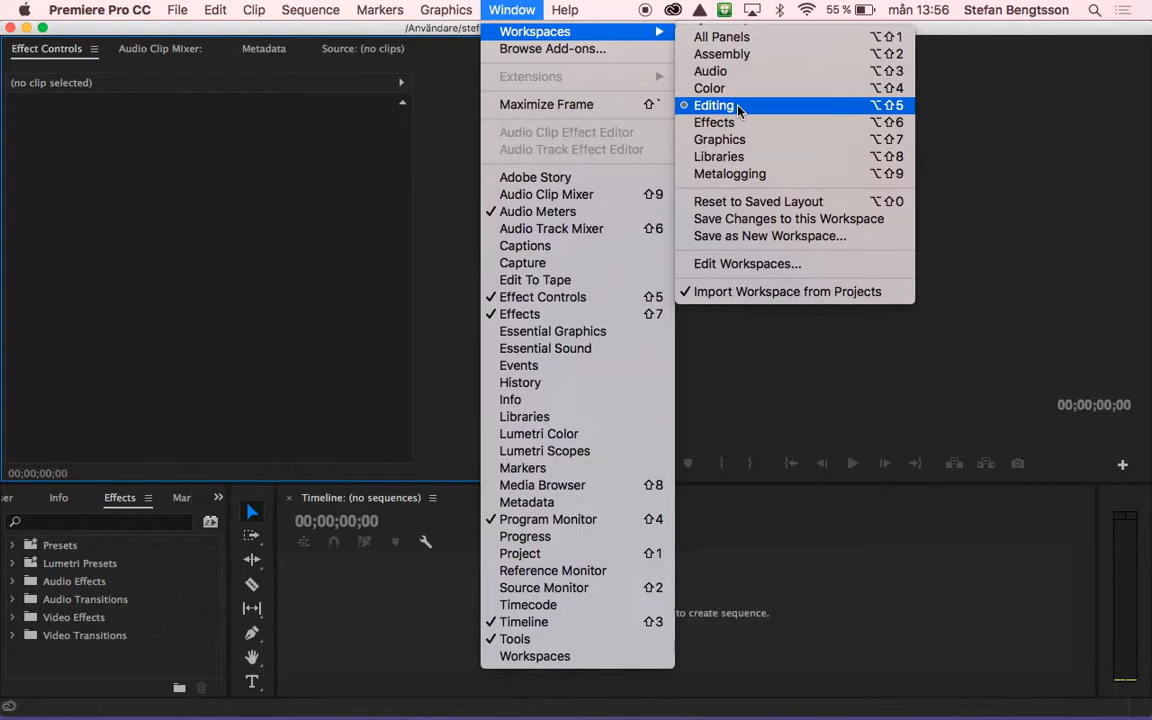 Premiere Pro CC File Edit Clip Sequence Markers Graphics Window Help 55 % mån 13:56 Stefan Bengtsson
/Användare/stef
Effect Controls Audio Clip Mixer: Metadata Source: (no clips)
(no clip selected)
00;00;00;00
Workspaces
Browse Add-ons...
Extensions
Maximize Frame ⇧`
Audio Clip Effect Editor
Audio Track Effect Editor
Adobe Story
Audio Clip Mixer ⇧9
✓ Audio Meters
Audio Track Mixer ⇧6
Captions
Capture
Edit To Tape
✓ Effect Controls ⇧5
✓ Effects ⇧7
Essential Graphics
Essential Sound
Events
History
Info
Libraries
Lumetri Color
Lumetri Scopes
Markers
Media Browser ⇧8
Metadata
✓ Program Monitor ⇧4
Progress
Project ⇧1
Reference Monitor
Source Monitor ⇧2
Timecode
✓ Timeline ⇧3
✓ Tools
Workspaces
All Panels ⌥⇧1
Assembly ⌥⇧2
Audio ⌥⇧3
Color ⌥⇧4
Editing ⌥⇧5
Effects ⌥⇧6
Graphics ⌥⇧7
Libraries ⌥⇧8
Metalogging ⌥⇧9
Reset to Saved Layout ⌥⇧0
Save Changes to this Workspace
Save as New Workspace...
Edit Workspaces...
✓ Import Workspace from Projects
00;00;00;00
ser Info Effects Mar
Presets
Lumetri Presets
Audio Effects
Audio Transitions
Video Effects
Video Transitions
T
× Timeline: (no sequences)
00;00;00;00
to create sequence.